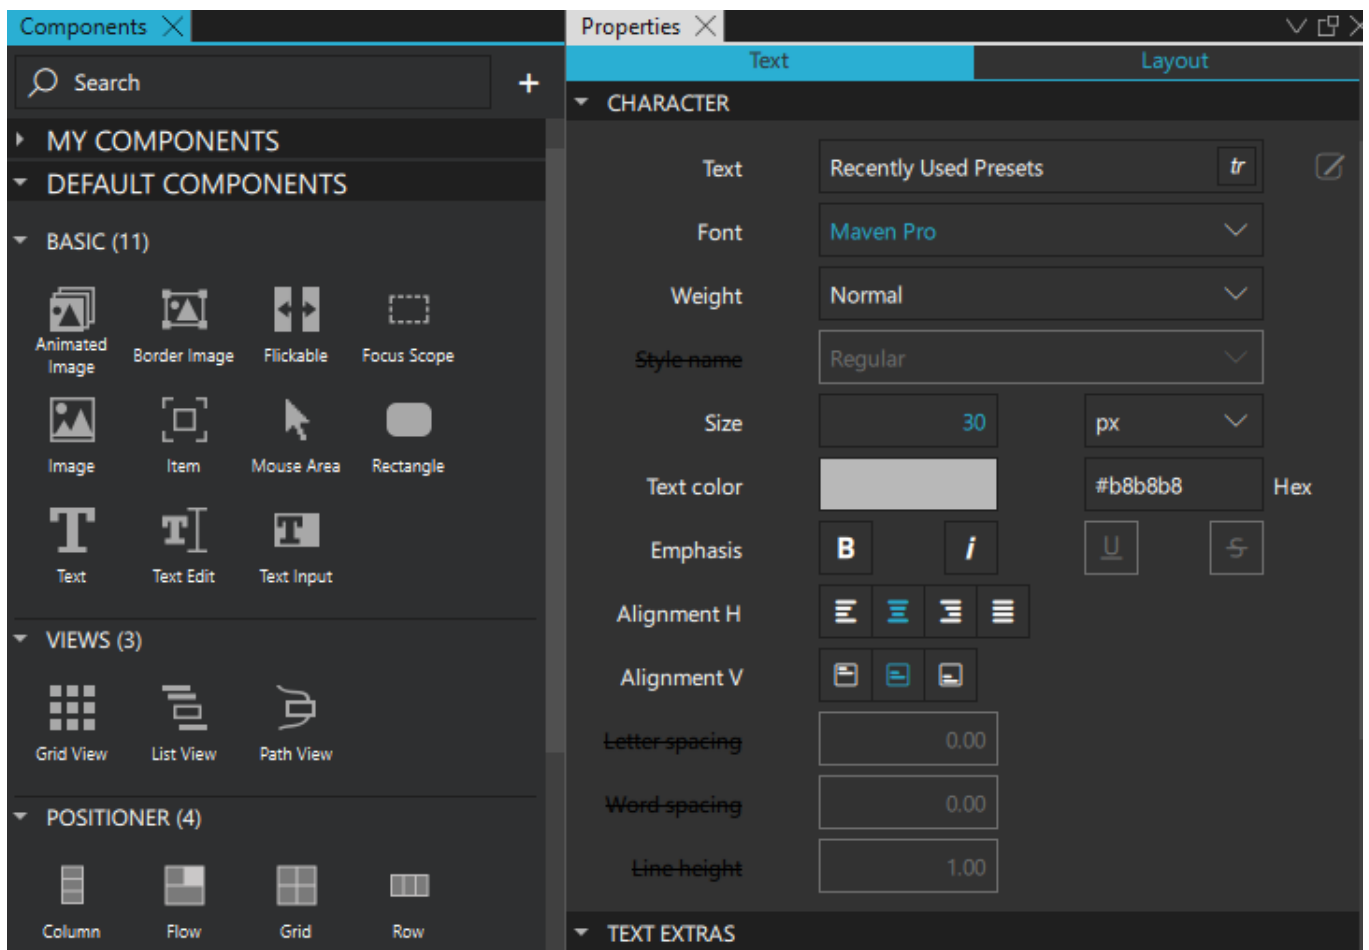 Components
Search
MY COMPONENTS
DEFAULT COMPONENTS
BASIC (11)
Animated
Image
Border Image
Flickable
Focus Scope
Image
Item
Mouse Area
Rectangle
Text
Text Edit
Text Input
VIEWS (3)
Grid View
List View
Path View
POSITIONER (4)
Column
Flow
Grid
Row
Properties
Text
Layout
CHARACTER
Text
Recently Used Presets
tr
Font
Maven Pro
Weight
Normal
Style name
Regular
Size
30
px
Text color
#b8b8b8
Hex
Emphasis
B
i
U
S
Alignment H
Alignment V
Letter spacing
0.00
Word spacing
0.00
Line height
1.00
TEXT EXTRAS